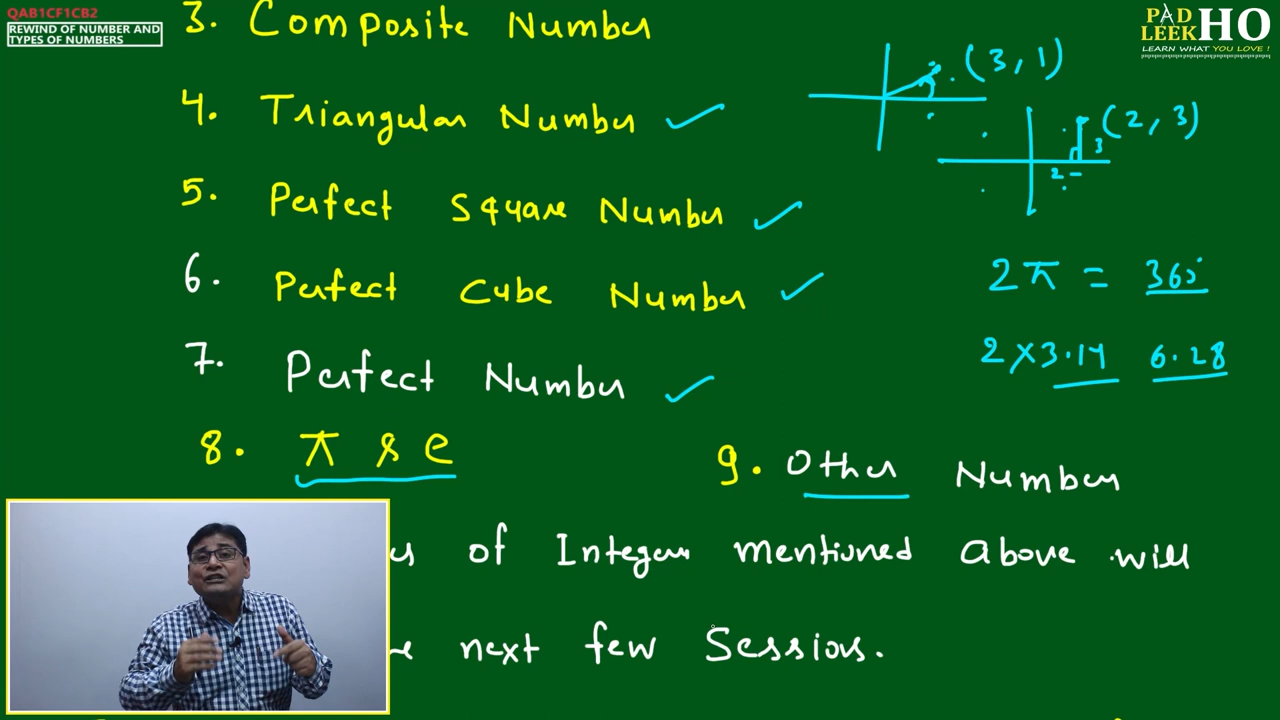 QAB1CF1CB2
REWIND OF NUMBER AND
TYPES OF NUMBERS
PAD
LEEK HO
LEARN WHAT YOU LOVE !
3. Composite Number
(3, 1)
4. Triangular Number
(2, 3)
3
2
5. Perfect Square Number
6. Perfect Cube Number
2π =
7. Perfect Number
2 × 3.14 6.28
8. π & e
9. Other Number
of Integers mentioned above will
next few Sessions.